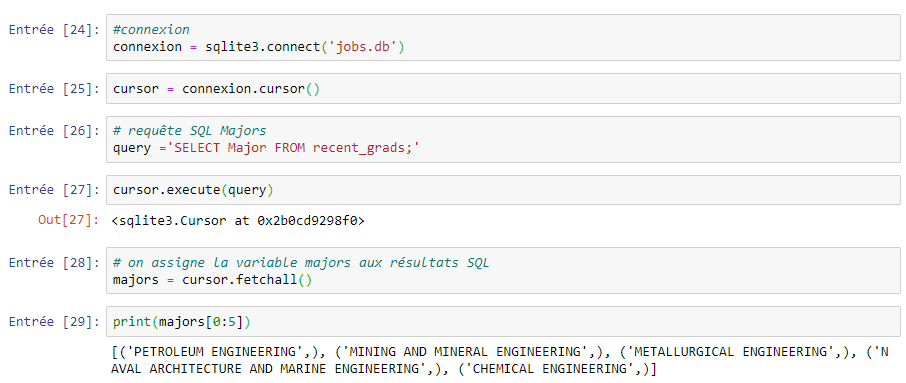 Entrée [24]: #connexion
connexion = sqlite3.connect('jobs.db')
Entrée [25]: cursor = connexion.cursor()
Entrée [26]: # requête SQL Majors
query ='SELECT Major FROM recent_grads;'
Entrée [27]: cursor.execute(query)
Out[27]: <sqlite3.Cursor at 0x2b0cd9298f0>
Entrée [28]: # on assigne la variable majors aux résultats SQL
majors = cursor.fetchall()
Entrée [29]: print(majors[0:5])
[('PETROLEUM ENGINEERING',), ('MINING AND MINERAL ENGINEERING',), ('METALLURGICAL ENGINEERING',), ('N
AVAL ARCHITECTURE AND MARINE ENGINEERING',), ('CHEMICAL ENGINEERING',)]